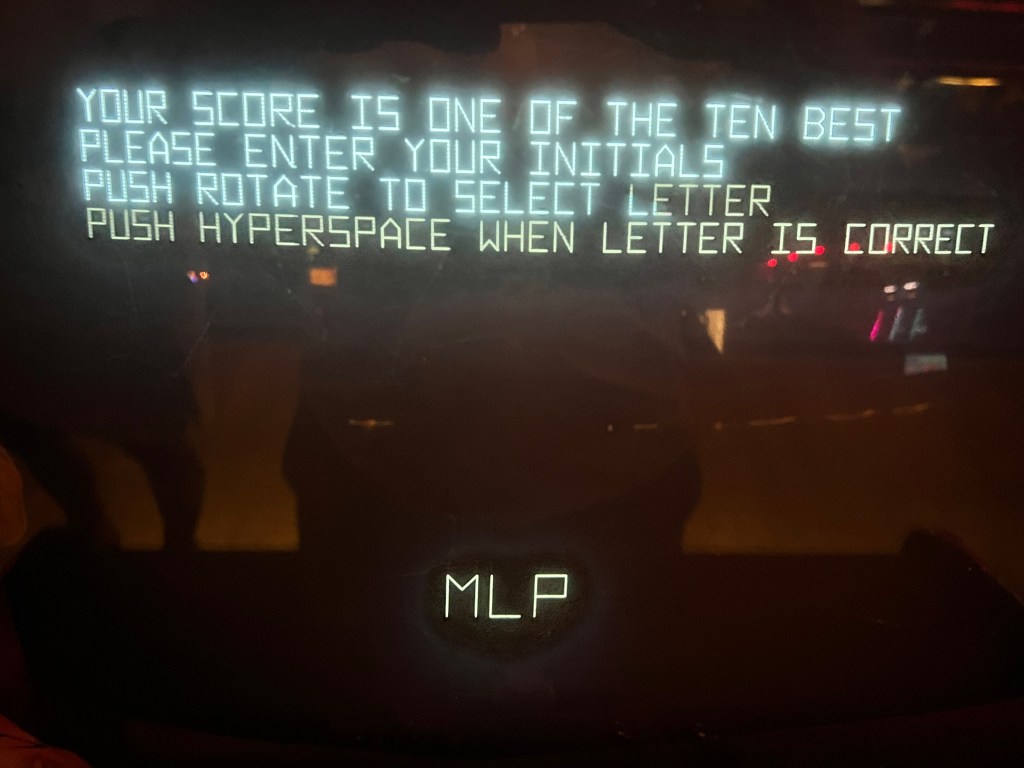 YOUR SCORE IS ONE OF THE TEN BEST
PLEASE ENTER YOUR INITIALS
PUSH ROTATE TO SELECT LETTER
PUSH HYPERSPACE WHEN LETTER IS CORRECT
MLP